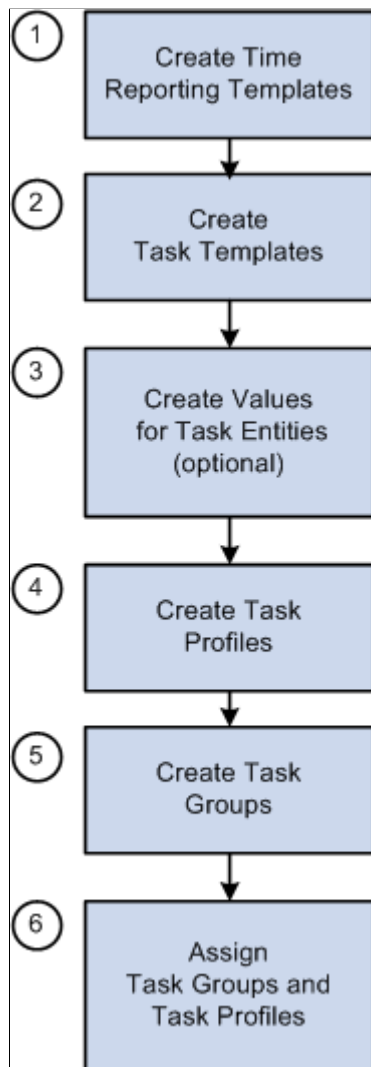 1
Create Time
Reporting Templates
2
Create
Task Templates
3
Create Values
for Task Entities
(optional)
4
Create Task
Profiles
5
Create Task
Groups
6
Assign
Task Groups and
Task Profiles